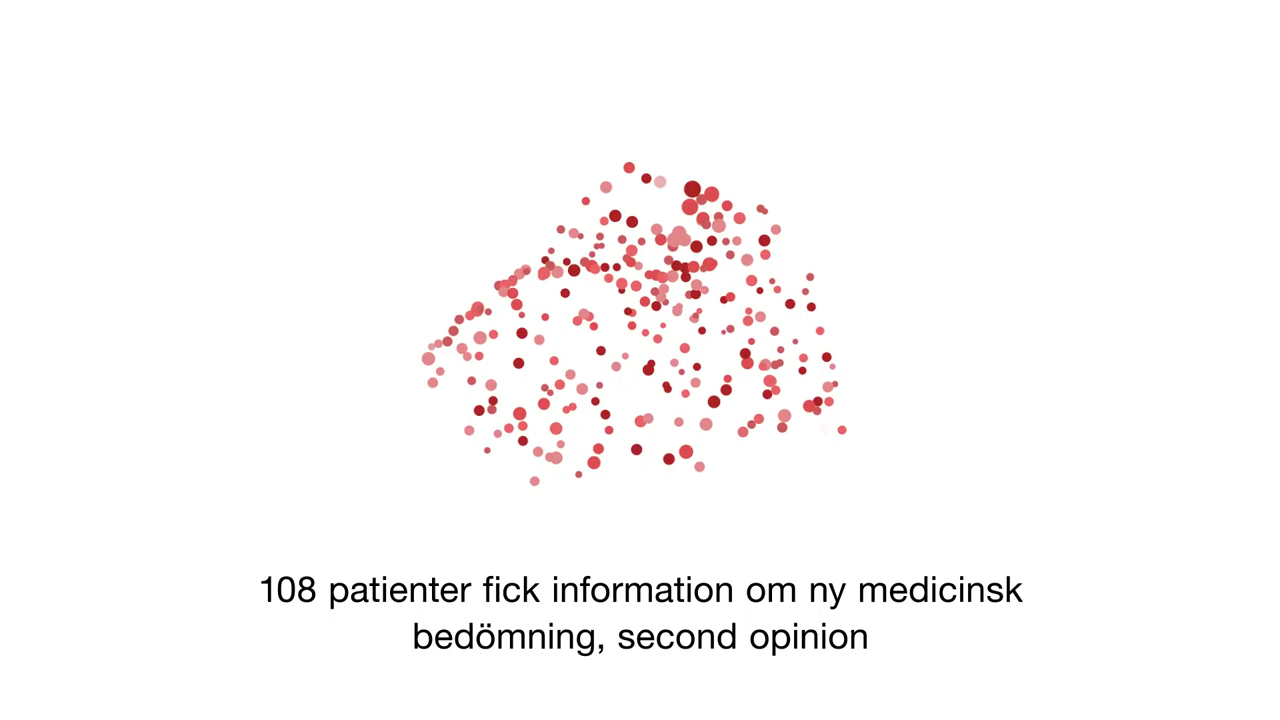 108 patienter fick information om ny medicinsk
bedömning, second opinion